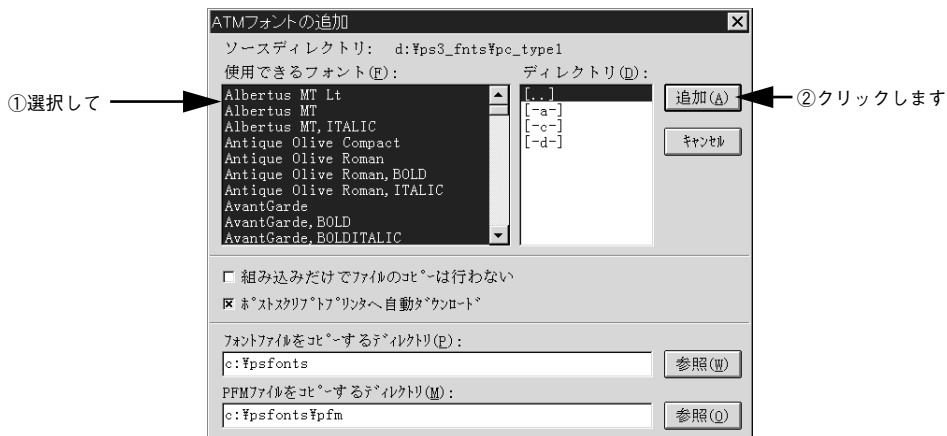 ATMフォントの追加
ソースディレクトリ: d:¥ps3_fnts¥pc_type1
使用できるフォント(F):
ディレクトリ(D):
①選択して
Albertus MT Lt
Albertus MT
Albertus MT,ITALIC
Antique Olive Compact
Antique Olive Roman
Antique Olive Roman,BOLD
Antique Olive Roman,ITALIC
AvantGarde
AvantGarde,BOLD
AvantGarde,BOLDITALIC
[..]
[-a-]
[-c-]
[-d-]
追加(A)
②クリックします
キャンセル
組み込みだけでファイルのコピーは行わない
ポストスクリプトプリンタへ自動ダウンロード
フォントファイルをコピーするディレクトリ(P):
c:¥psfonts
参照(W)
PFMファイルをコピーするディレクトリ(M):
c:¥psfonts¥pfm
参照(O)